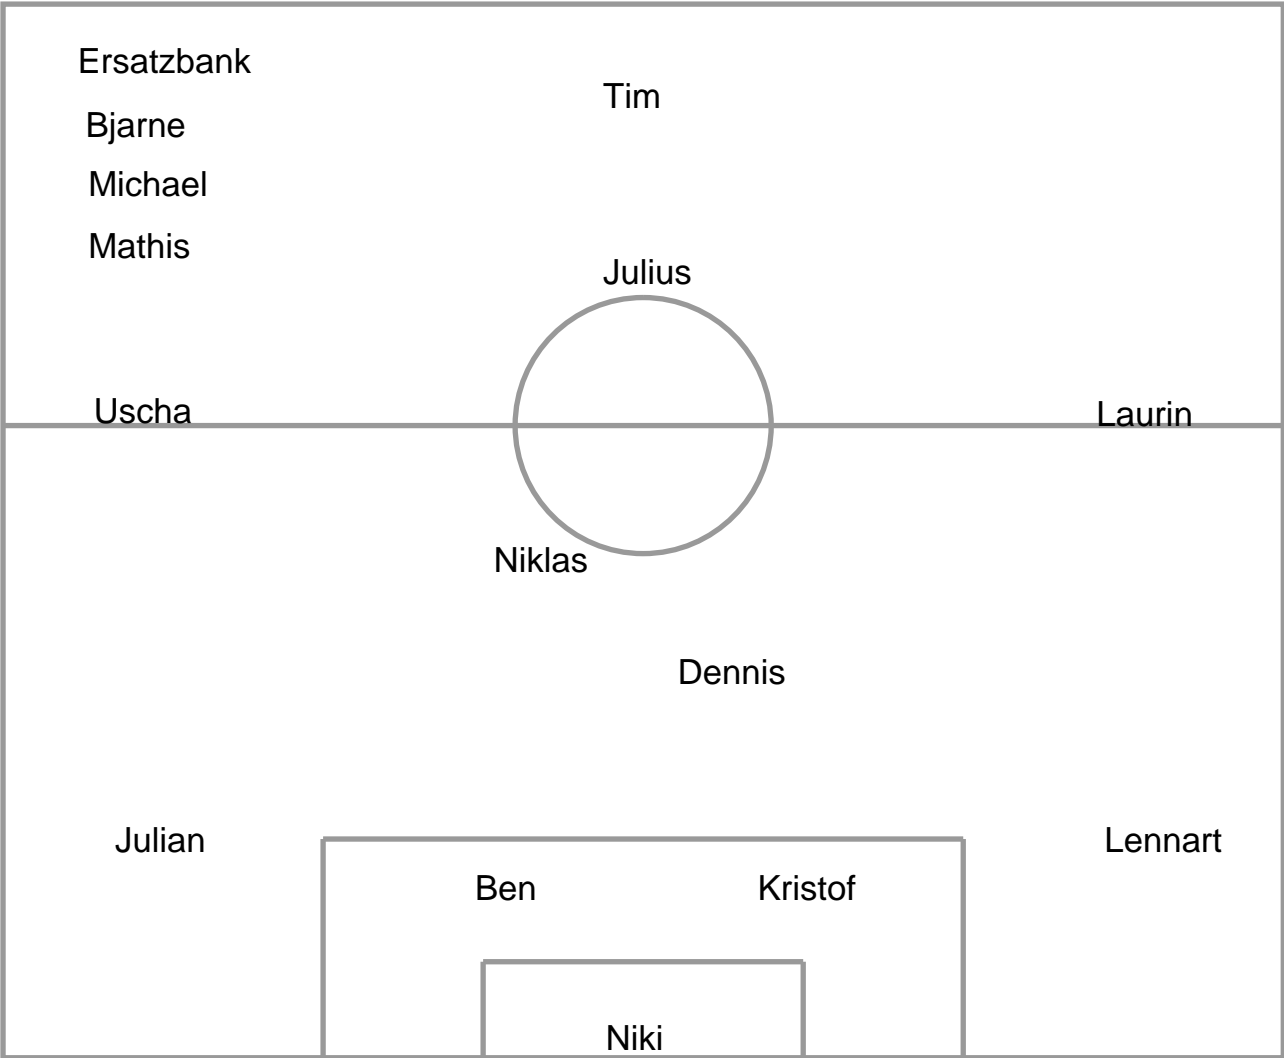 Ersatzbank
Tim
Bjarne
Michael
Mathis
Julius
Uscha
Laurin
Niklas
Dennis
Julian
Lennart
Ben
Kristof
Niki